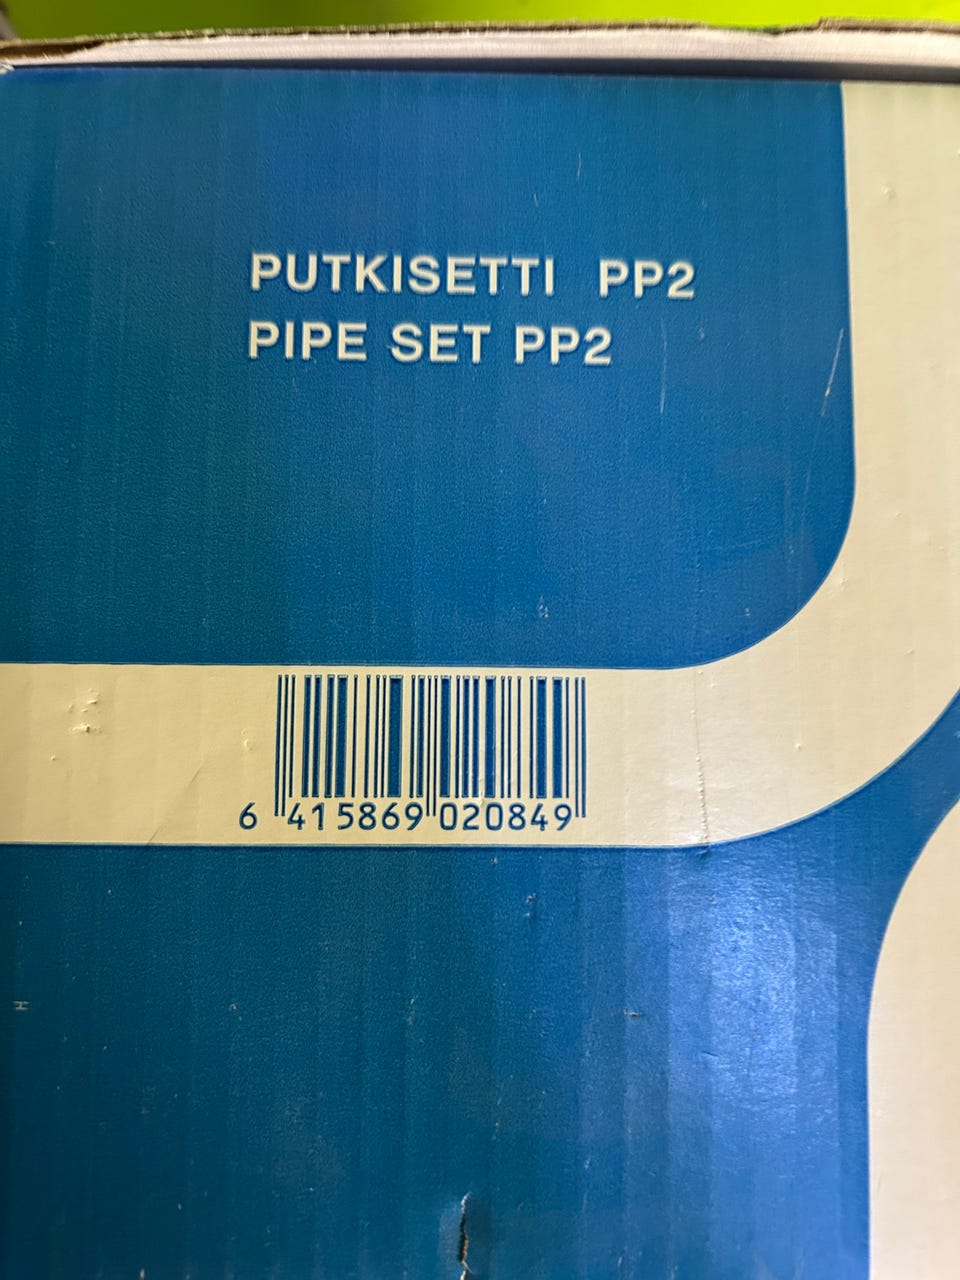 PUTKISETTI PP2
PIPE SET PP2
6 415869 020849